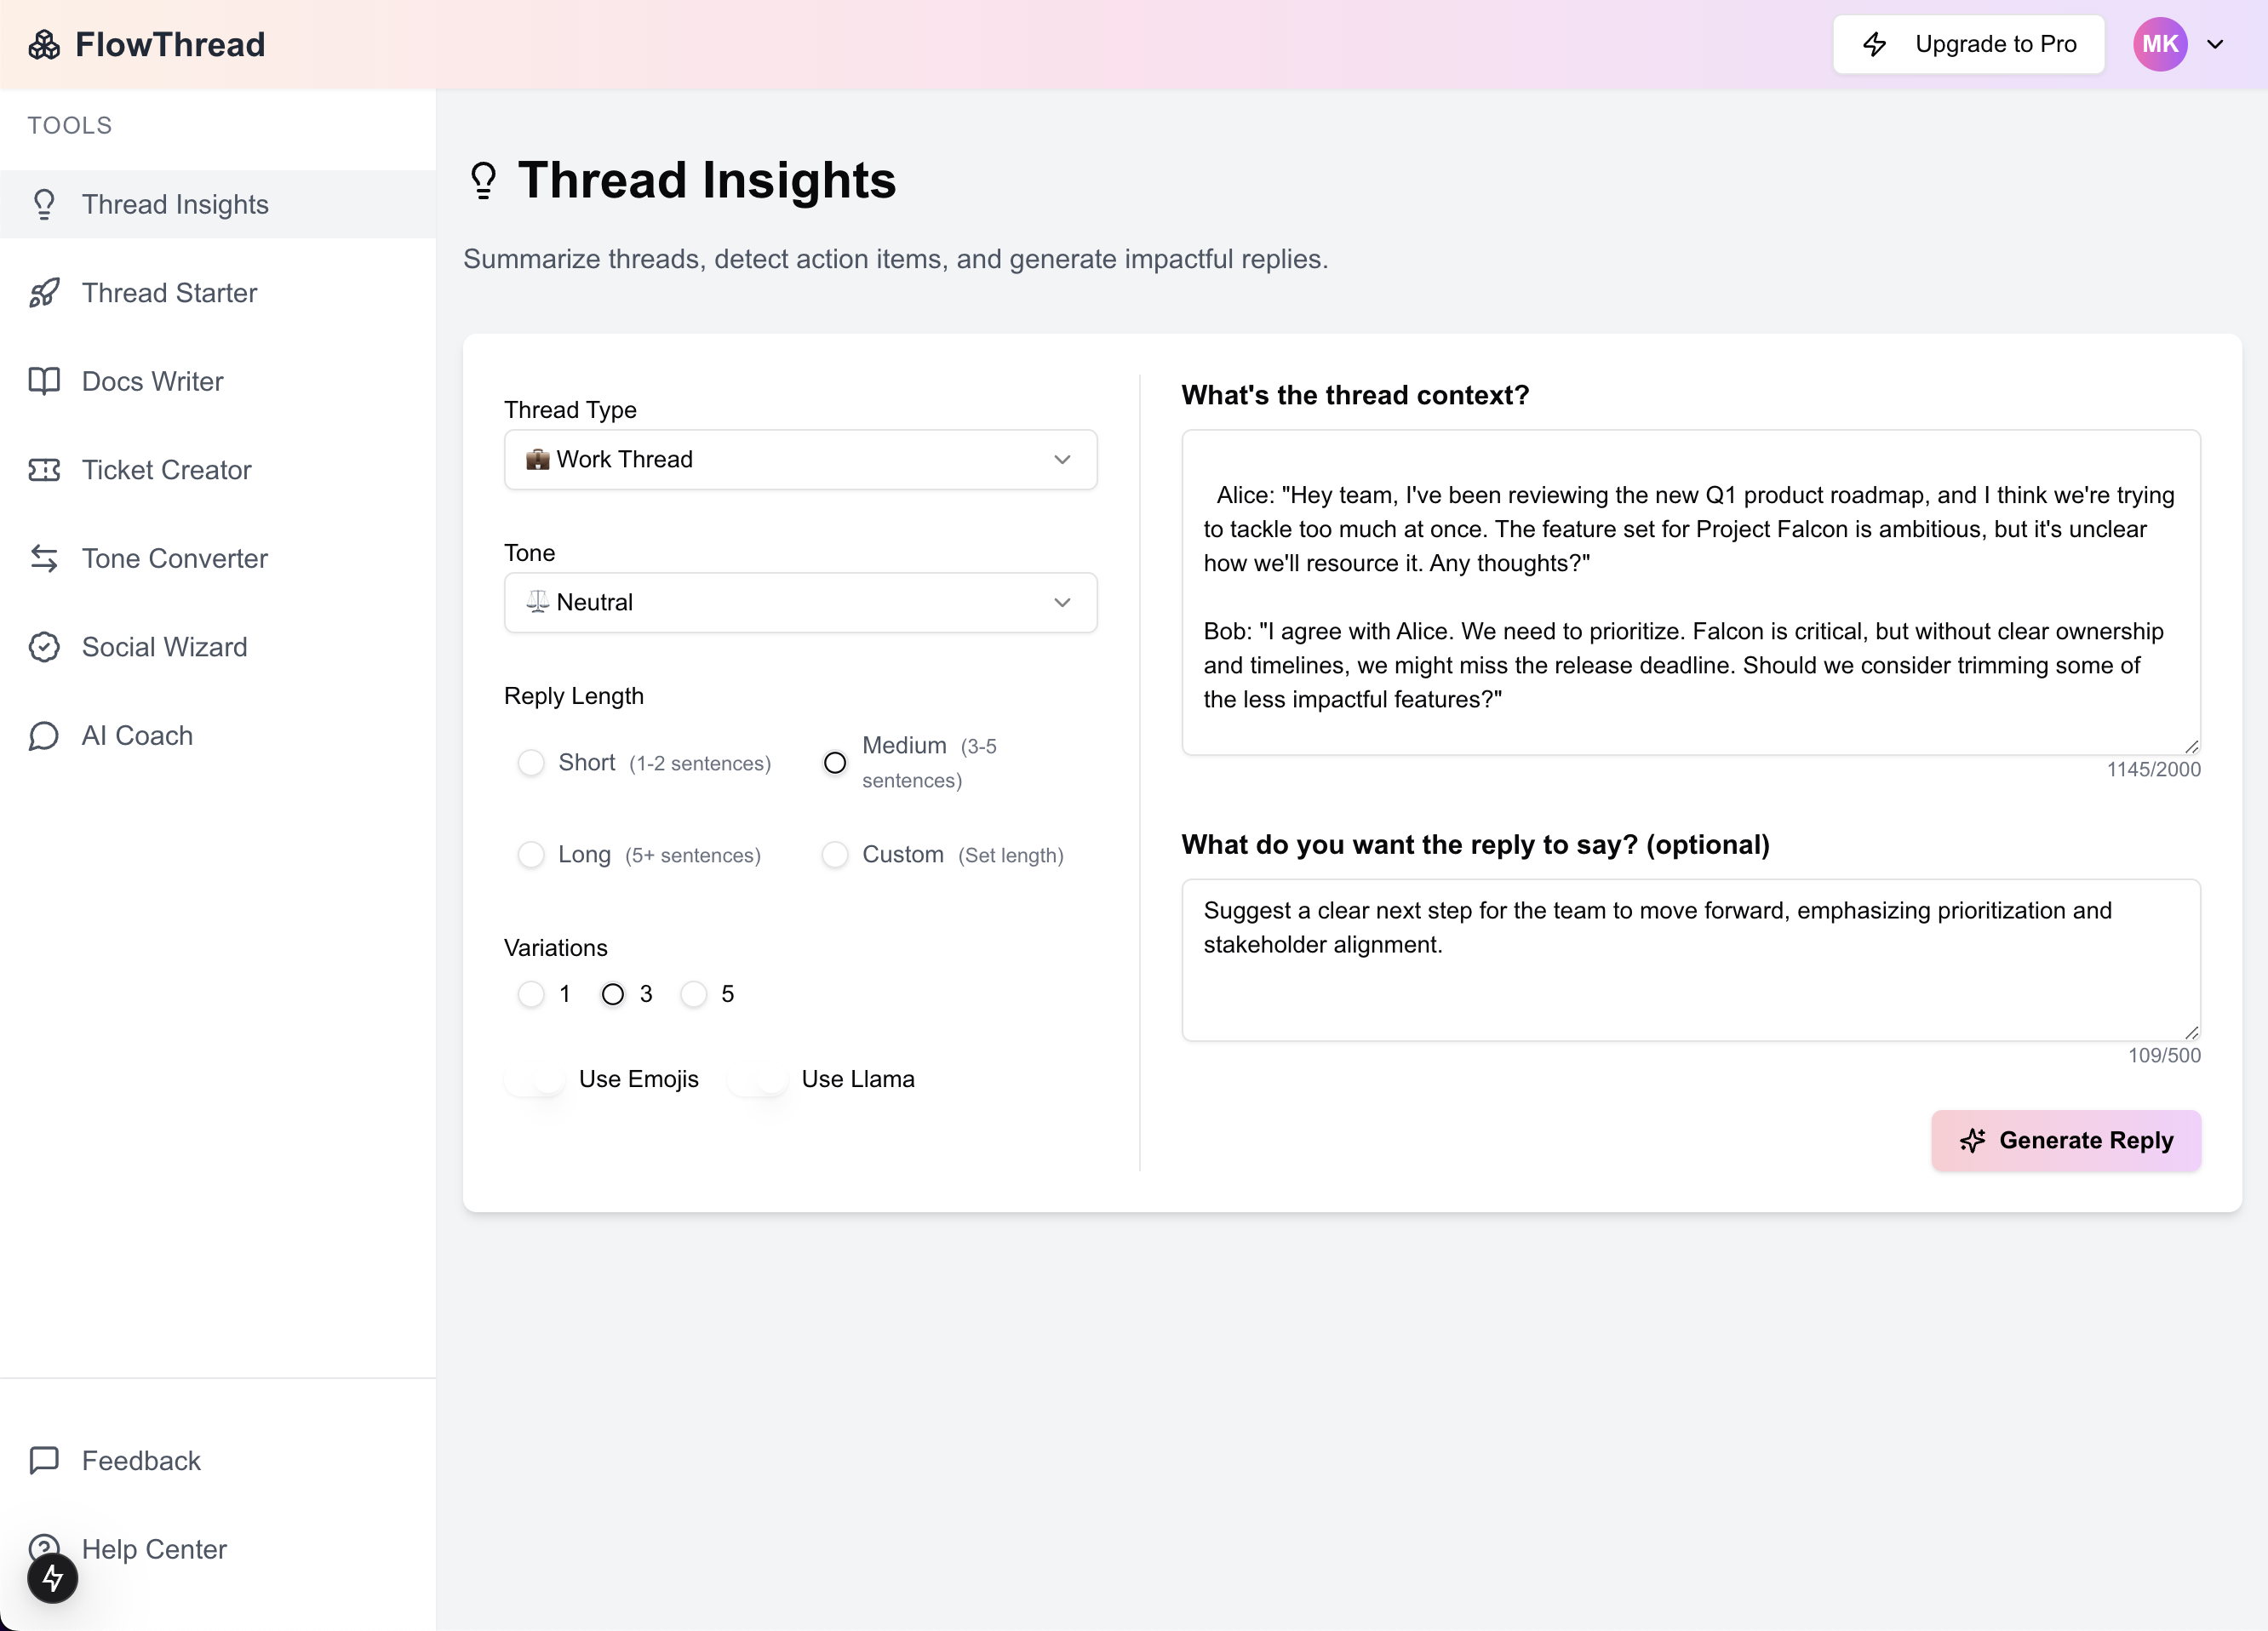 FlowThread
Upgrade to Pro
MK
TOOLS
Thread Insights
Thread Starter
Docs Writer
Ticket Creator
Tone Converter
Social Wizard
AI Coach
Feedback
Help Center
Thread Insights
Summarize threads, detect action items, and generate impactful replies.
Thread Type
💼 Work Thread
Tone
⚖️ Neutral
Reply Length
Short (1-2 sentences)
Medium (3-5
sentences)
Long (5+ sentences)
Custom (Set length)
Variations
1
3
5
Use Emojis
Use Llama
What's the thread context?
Alice: "Hey team, I've been reviewing the new Q1 product roadmap, and I think we're trying
to tackle too much at once. The feature set for Project Falcon is ambitious, but it's unclear
how we'll resource it. Any thoughts?"
Bob: "I agree with Alice. We need to prioritize. Falcon is critical, but without clear ownership
and timelines, we might miss the release deadline. Should we consider trimming some of
the less impactful features?"
1145/2000
What do you want the reply to say? (optional)
Suggest a clear next step for the team to move forward, emphasizing prioritization and
stakeholder alignment.
109/500
Generate Reply